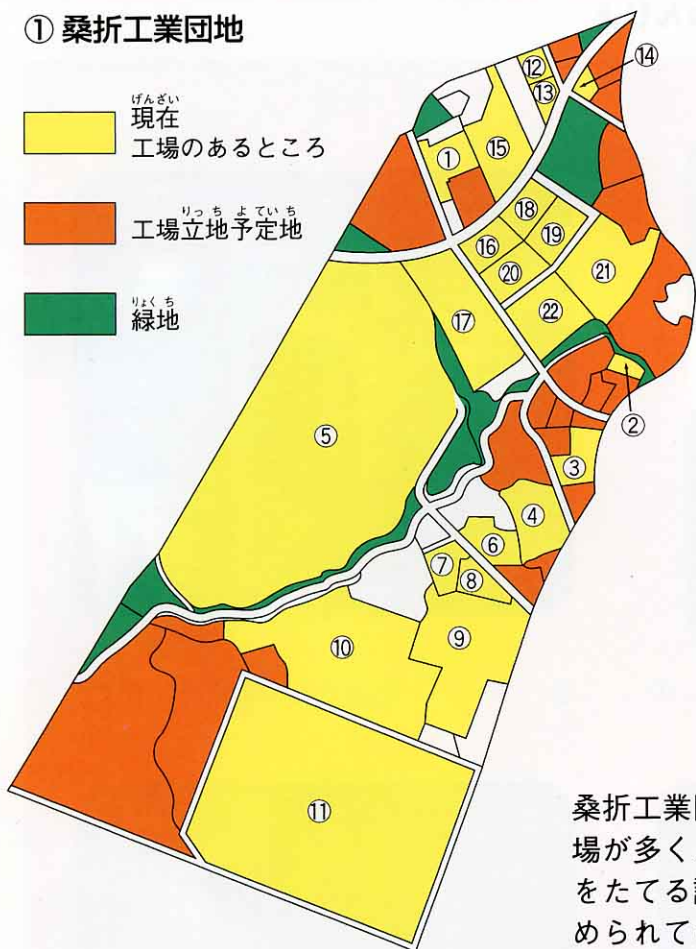 ① 桑折工業団地
げんざい
現在
工場のあるところ
りっち よていち
工場立地予定地
りょくち
緑地
⑫
⑭
⑬
①
⑮
⑱
⑯
⑲
⑳
㉑
⑰
㉒
②
⑤
③
④
⑥
⑦
⑧
⑩
⑨
⑪
桑折工業
場が多く
をたてる
められて